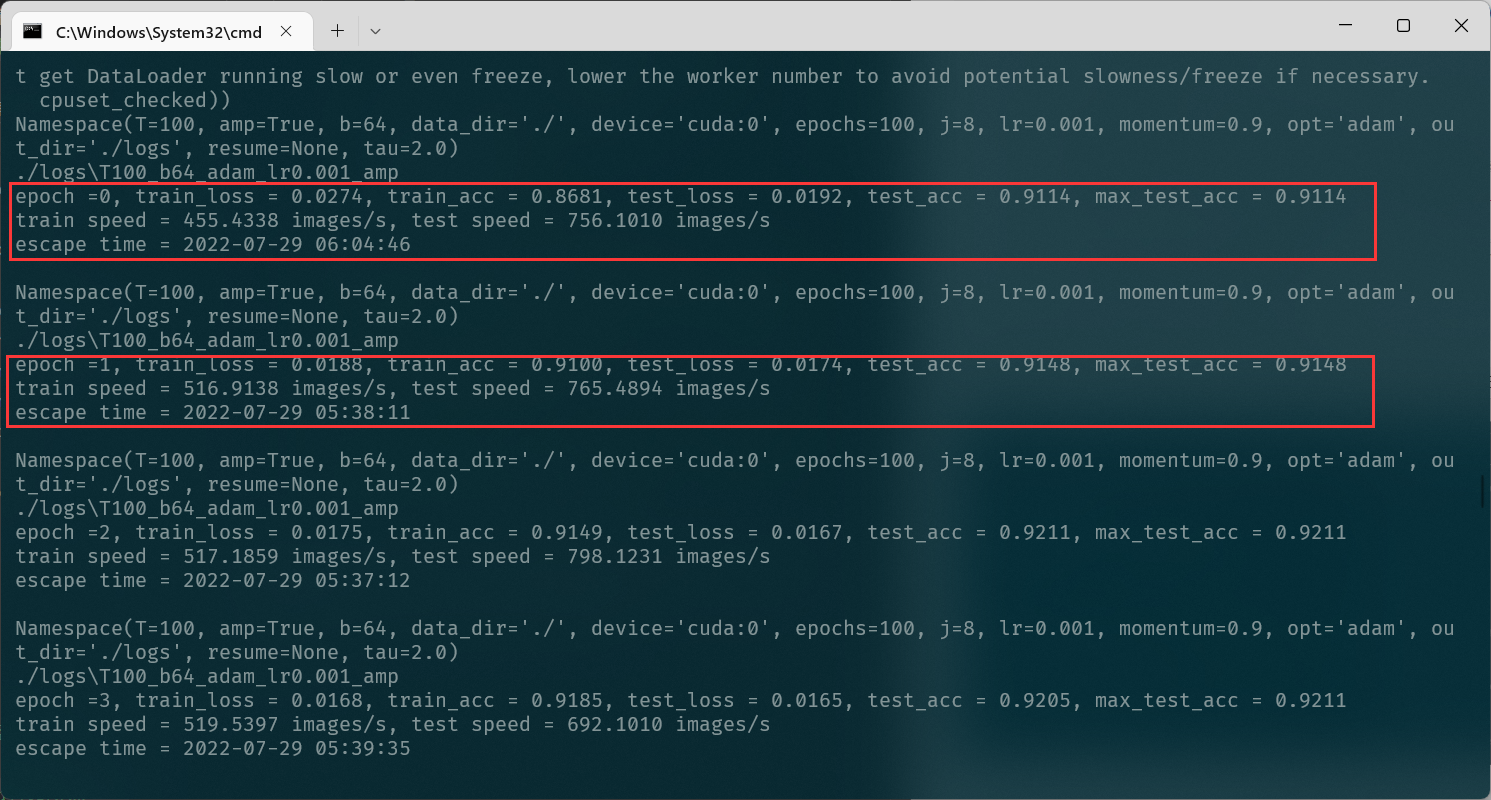 C:\Windows\System32\cmd
t get DataLoader running slow or even freeze, lower the worker number to avoid potential slowness/freeze if necessary.
cpuset_checked))
Namespace(T=100, amp=True, b=64, data_dir='./', device='cuda:0', epochs=100, j=8, lr=0.001, momentum=0.9, opt='adam', ou
t_dir='./logs', resume=None, tau=2.0)
./logs\T100_b64_adam_lr0.001_amp
epoch =0, train_loss = 0.0274, train_acc = 0.8681, test_loss = 0.0192, test_acc = 0.9114, max_test_acc = 0.9114
train speed = 455.4338 images/s, test speed = 756.1010 images/s
escape time = 2022-07-29 06:04:46
Namespace(T=100, amp=True, b=64, data_dir='./', device='cuda:0', epochs=100, j=8, lr=0.001, momentum=0.9, opt='adam', ou
t_dir='./logs', resume=None, tau=2.0)
./logs\T100_b64_adam_lr0.001_amp
epoch =1, train_loss = 0.0188, train_acc = 0.9100, test_loss = 0.0174, test_acc = 0.9148, max_test_acc = 0.9148
train speed = 516.9138 images/s, test speed = 765.4894 images/s
escape time = 2022-07-29 05:38:11
Namespace(T=100, amp=True, b=64, data_dir='./', device='cuda:0', epochs=100, j=8, lr=0.001, momentum=0.9, opt='adam', ou
t_dir='./logs', resume=None, tau=2.0)
./logs\T100_b64_adam_lr0.001_amp
epoch =2, train_loss = 0.0175, train_acc = 0.9149, test_loss = 0.0167, test_acc = 0.9211, max_test_acc = 0.9211
train speed = 517.1859 images/s, test speed = 798.1231 images/s
escape time = 2022-07-29 05:37:12
Namespace(T=100, amp=True, b=64, data_dir='./', device='cuda:0', epochs=100, j=8, lr=0.001, momentum=0.9, opt='adam', ou
t_dir='./logs', resume=None, tau=2.0)
./logs\T100_b64_adam_lr0.001_amp
epoch =3, train_loss = 0.0168, train_acc = 0.9185, test_loss = 0.0165, test_acc = 0.9205, max_test_acc = 0.9211
train speed = 519.5397 images/s, test speed = 692.1010 images/s
escape time = 2022-07-29 05:39:35